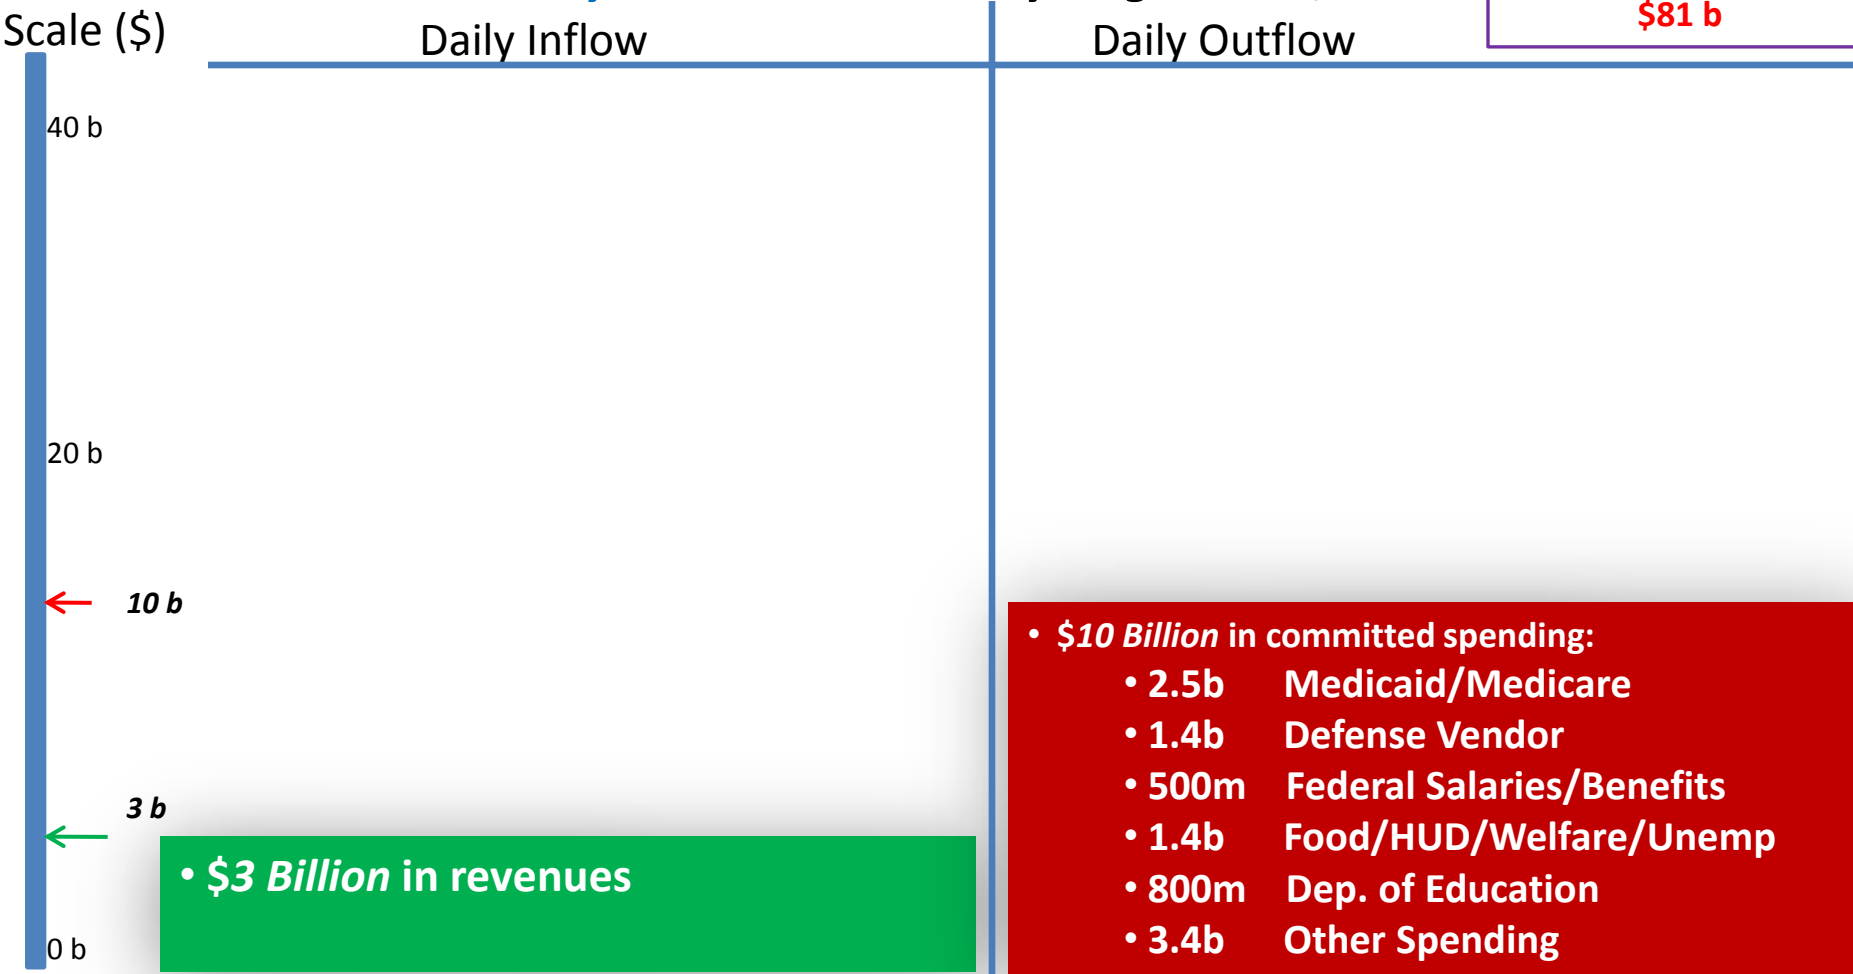 $81 b
Scale ($)
Daily Inflow
Daily Outflow
40 b
20 b
10 b
3 b
0 b
• $3 Billion in revenues
• $10 Billion in committed spending:
• 2.5b Medicaid/Medicare
• 1.4b Defense Vendor
• 500m Federal Salaries/Benefits
• 1.4b Food/HUD/Welfare/Unemp
• 800m Dep. of Education
• 3.4b Other Spending